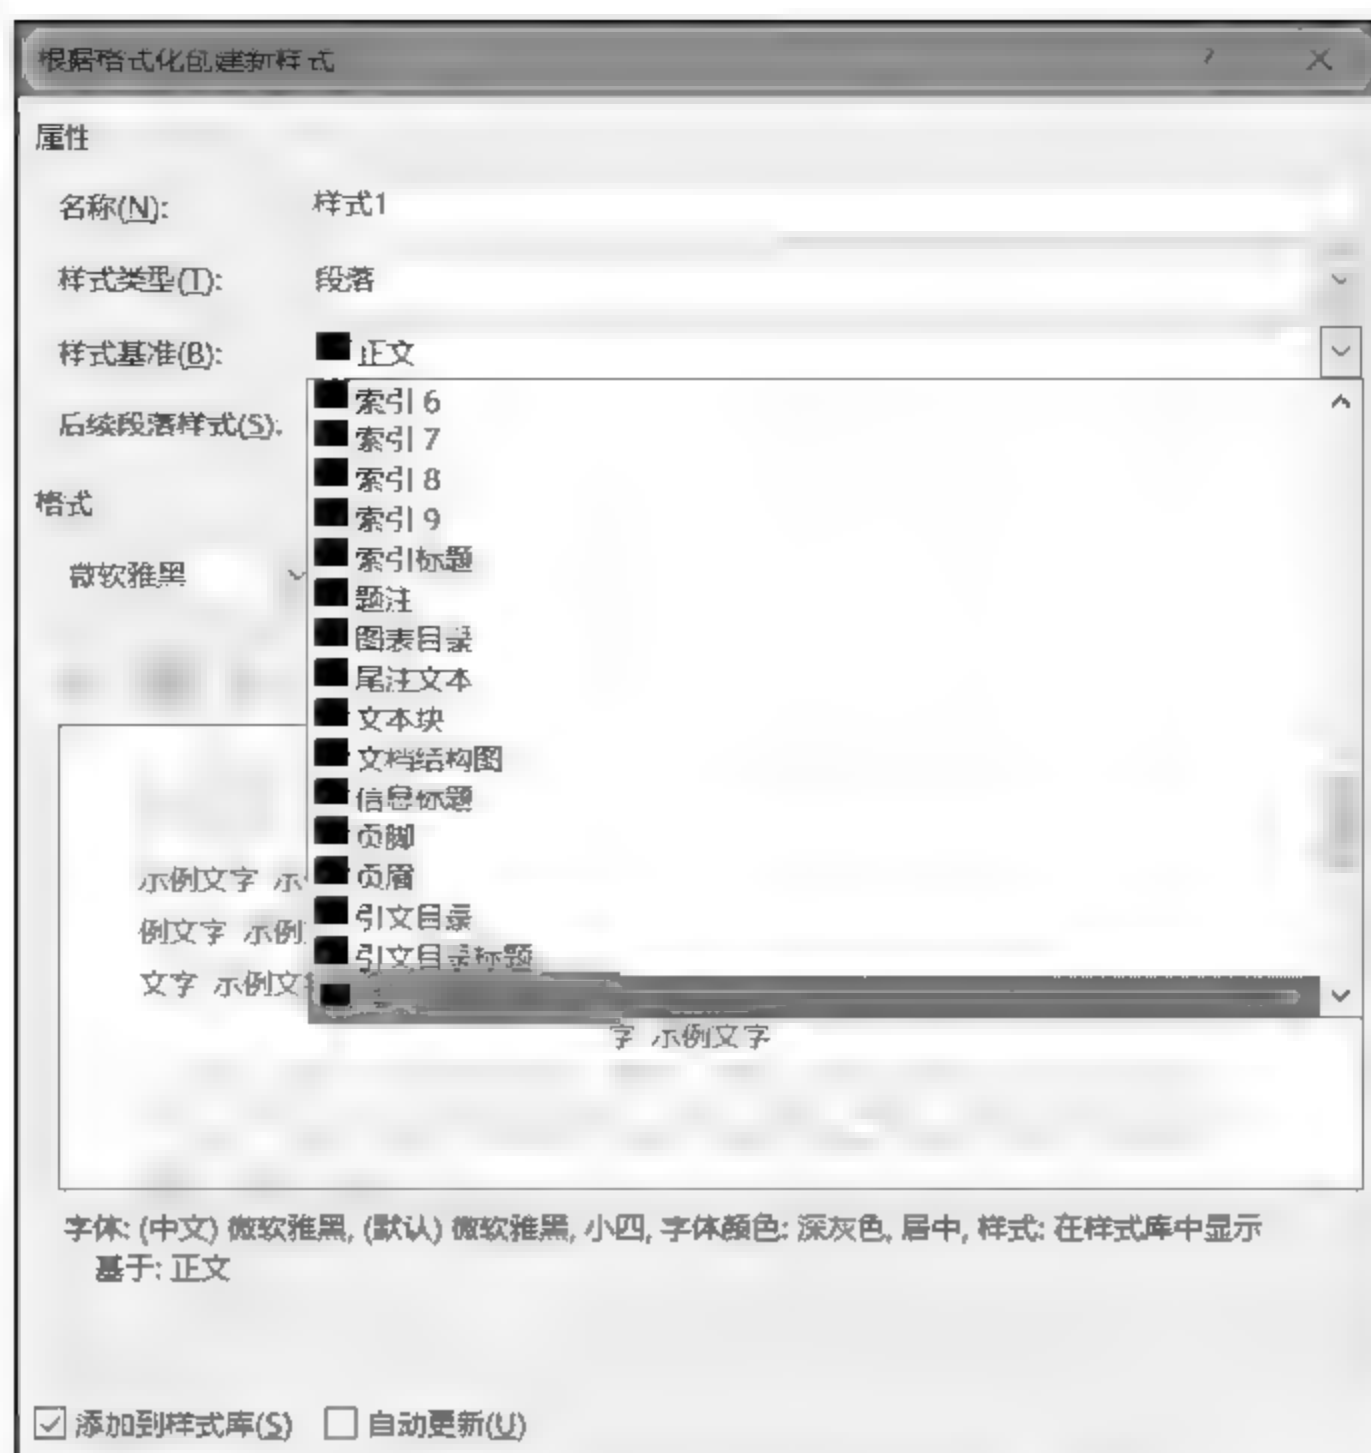 根据格式化创建新样式
属性
名称(N): 样式1
样式类型(T): 段落
样式基准(B): 正文
索引 6
后续段落样式(S):
索引 7
索引 8
格式
索引 9
索引标题
微软雅黑
题注
图表目录
尾注文本
文本块
文档结构图
信息标题
页脚
页眉
示例文字 示
引文目录
例文字 示例
引文目录标题
文字 示例文
字 示例文字
字体: (中文) 微软雅黑, (默认) 微软雅黑, 小四, 字体颜色: 深灰色, 居中, 样式: 在样式库中显示
基于: 正文
添加到样式库(S) 自动更新(U)